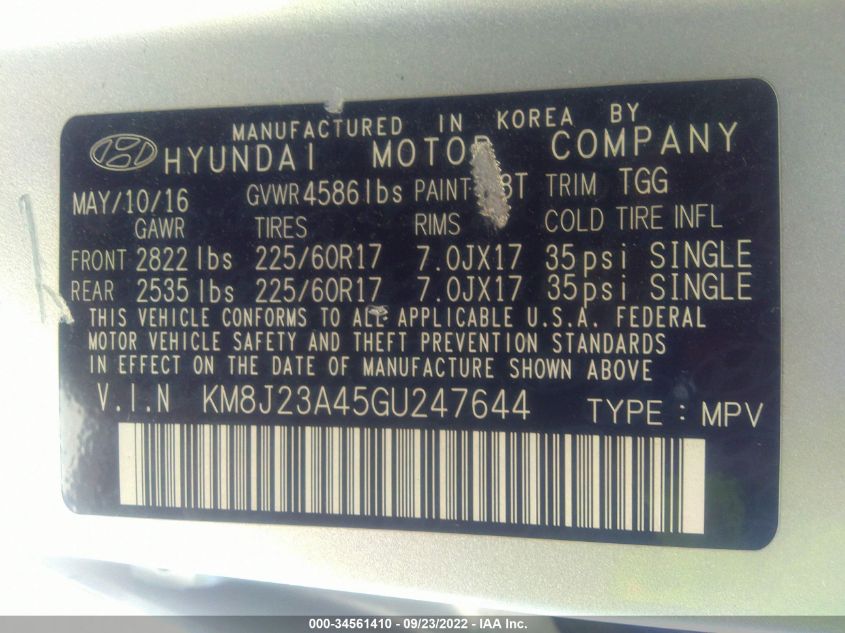 MANUFACTURED IN KOREA BY
HYUNDAI MOTOR COMPANY
MAY/10/16 GVWR 4586 lbs PAINT 8T TRIM TGG
GAWR TIRES RIMS COLD TIRE INFL
FRONT 2822 lbs 225/60R17 7.0JX17 35psi SINGLE
REAR 2535 lbs 225/60R17 7.0JX17 35psi SINGLE
THIS VEHICLE CONFORMS TO ALL APPLICABLE U.S.A. FEDERAL
MOTOR VEHICLE SAFETY AND THEFT PREVENTION STANDARDS
IN EFFECT ON THE DATE OF MANUFACTURE SHOWN ABOVE
V.I.N KM8J23A45GU247644 TYPE : MPV
000-34561410 - 09/23/2022 - IAA Inc.